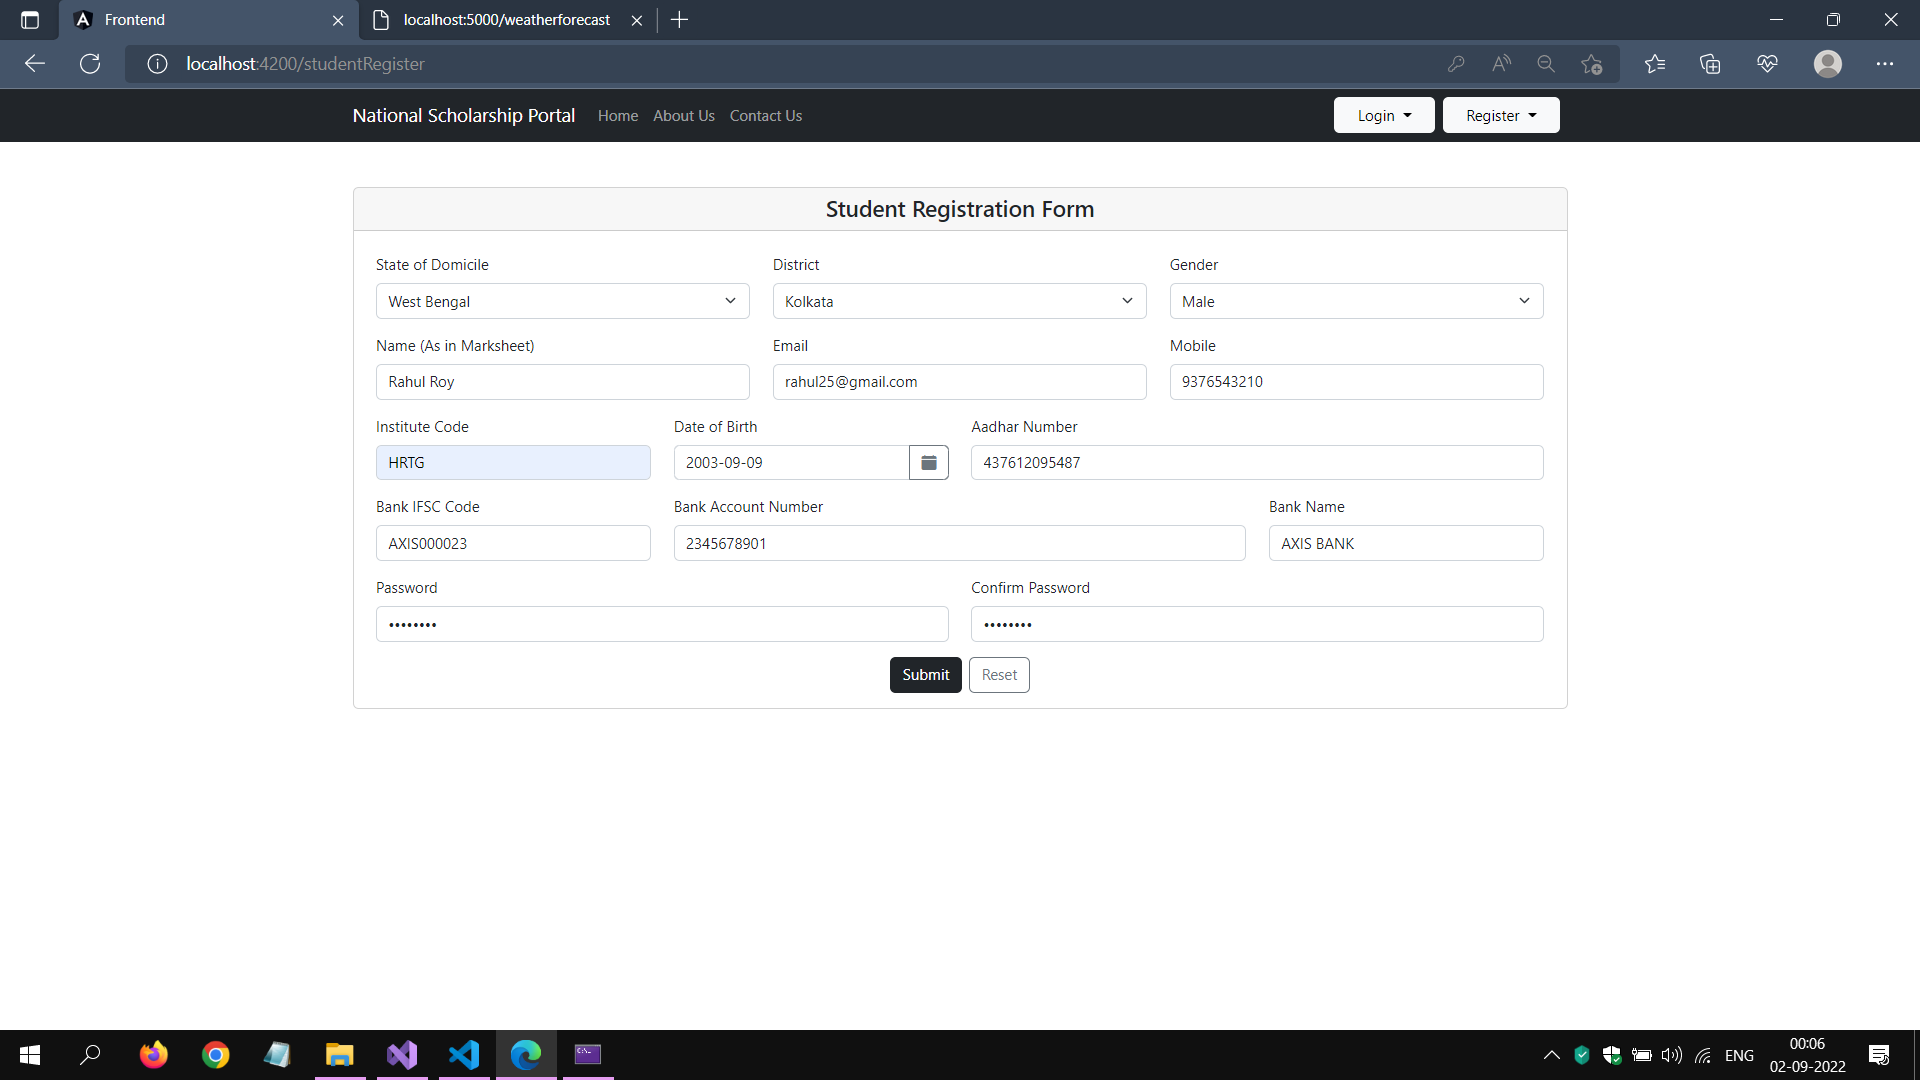 Frontend
localhost:5000/weatherforecast
localhost:4200/studentRegister
National Scholarship Portal Home About Us Contact Us Login Register
Student Registration Form
State of Domicile District Gender
West Bengal Kolkata Male
Name (As in Marksheet) Email Mobile
Rahul Roy rahul25@gmail.com 9376543210
Institute Code Date of Birth Aadhar Number
HRTG 2003-09-09 437612095487
Bank IFSC Code Bank Account Number Bank Name
AXIS000023 2345678901 AXIS BANK
Password Confirm Password
•••••••• ••••••••
Submit Reset
ENG
00:06
02-09-2022